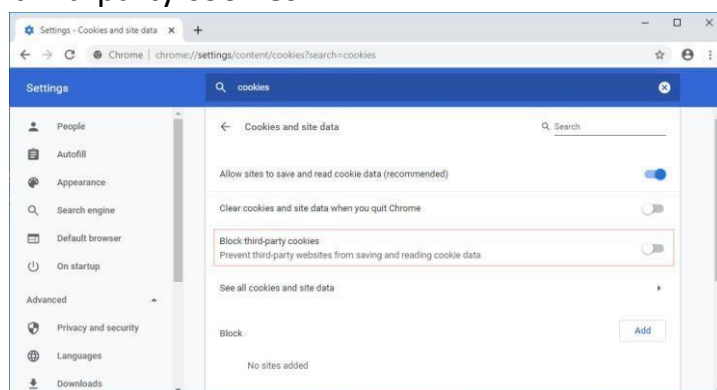 Settings - Cookies and site data
Chrome | chrome://settings/content/cookies?search=cookies
Settings
cookies
People
Autofill
Appearance
Search engine
Default browser
On startup
Advanced
Privacy and security
Languages
Downloads
Cookies and site data
Search
Allow sites to save and read cookie data (recommended)
Clear cookies and site data when you quit Chrome
Block third-party cookies
Prevent third-party websites from saving and reading cookie data
See all cookies and site data
Block
Add
No sites added